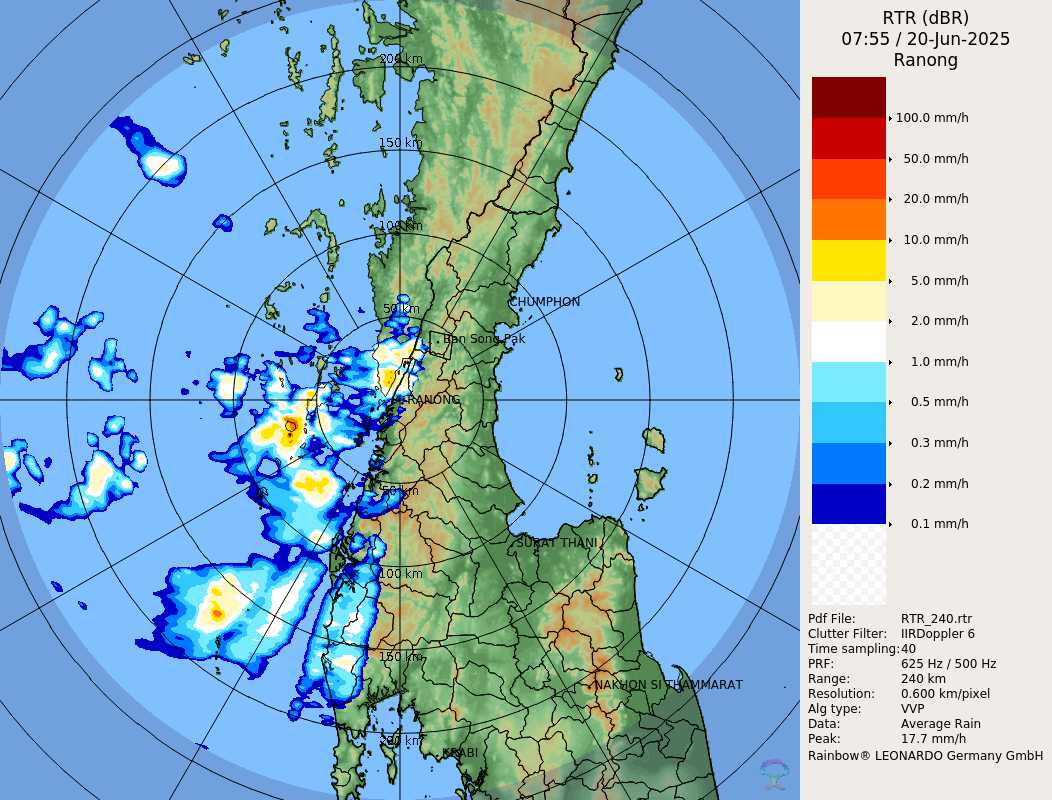 RTR (dBR)
07:55 / 20-Jun-2025
Ranong
100.0 mm/h
50.0 mm/h
20.0 mm/h
10.0 mm/h
5.0 mm/h
2.0 mm/h
1.0 mm/h
0.5 mm/h
0.3 mm/h
0.2 mm/h
0.1 mm/h
Pdf File: RTR_240.rtr
Clutter Filter: IIRDoppler 6
Time sampling:40
PRF: 625 Hz / 500 Hz
Range: 240 km
Resolution: 0.600 km/pixel
Alg type: VVP
Data: Average Rain
Peak: 17.7 mm/h
Rainbow® LEONARDO Germany GmbH
200 km
150 km
100 km
CHUMPHON
50 km
Ban Song Pak
RANONG
50 km
SURAT THANI
100 km
150 km
NAKHON SI THAMMARAT
200 km
KRABI